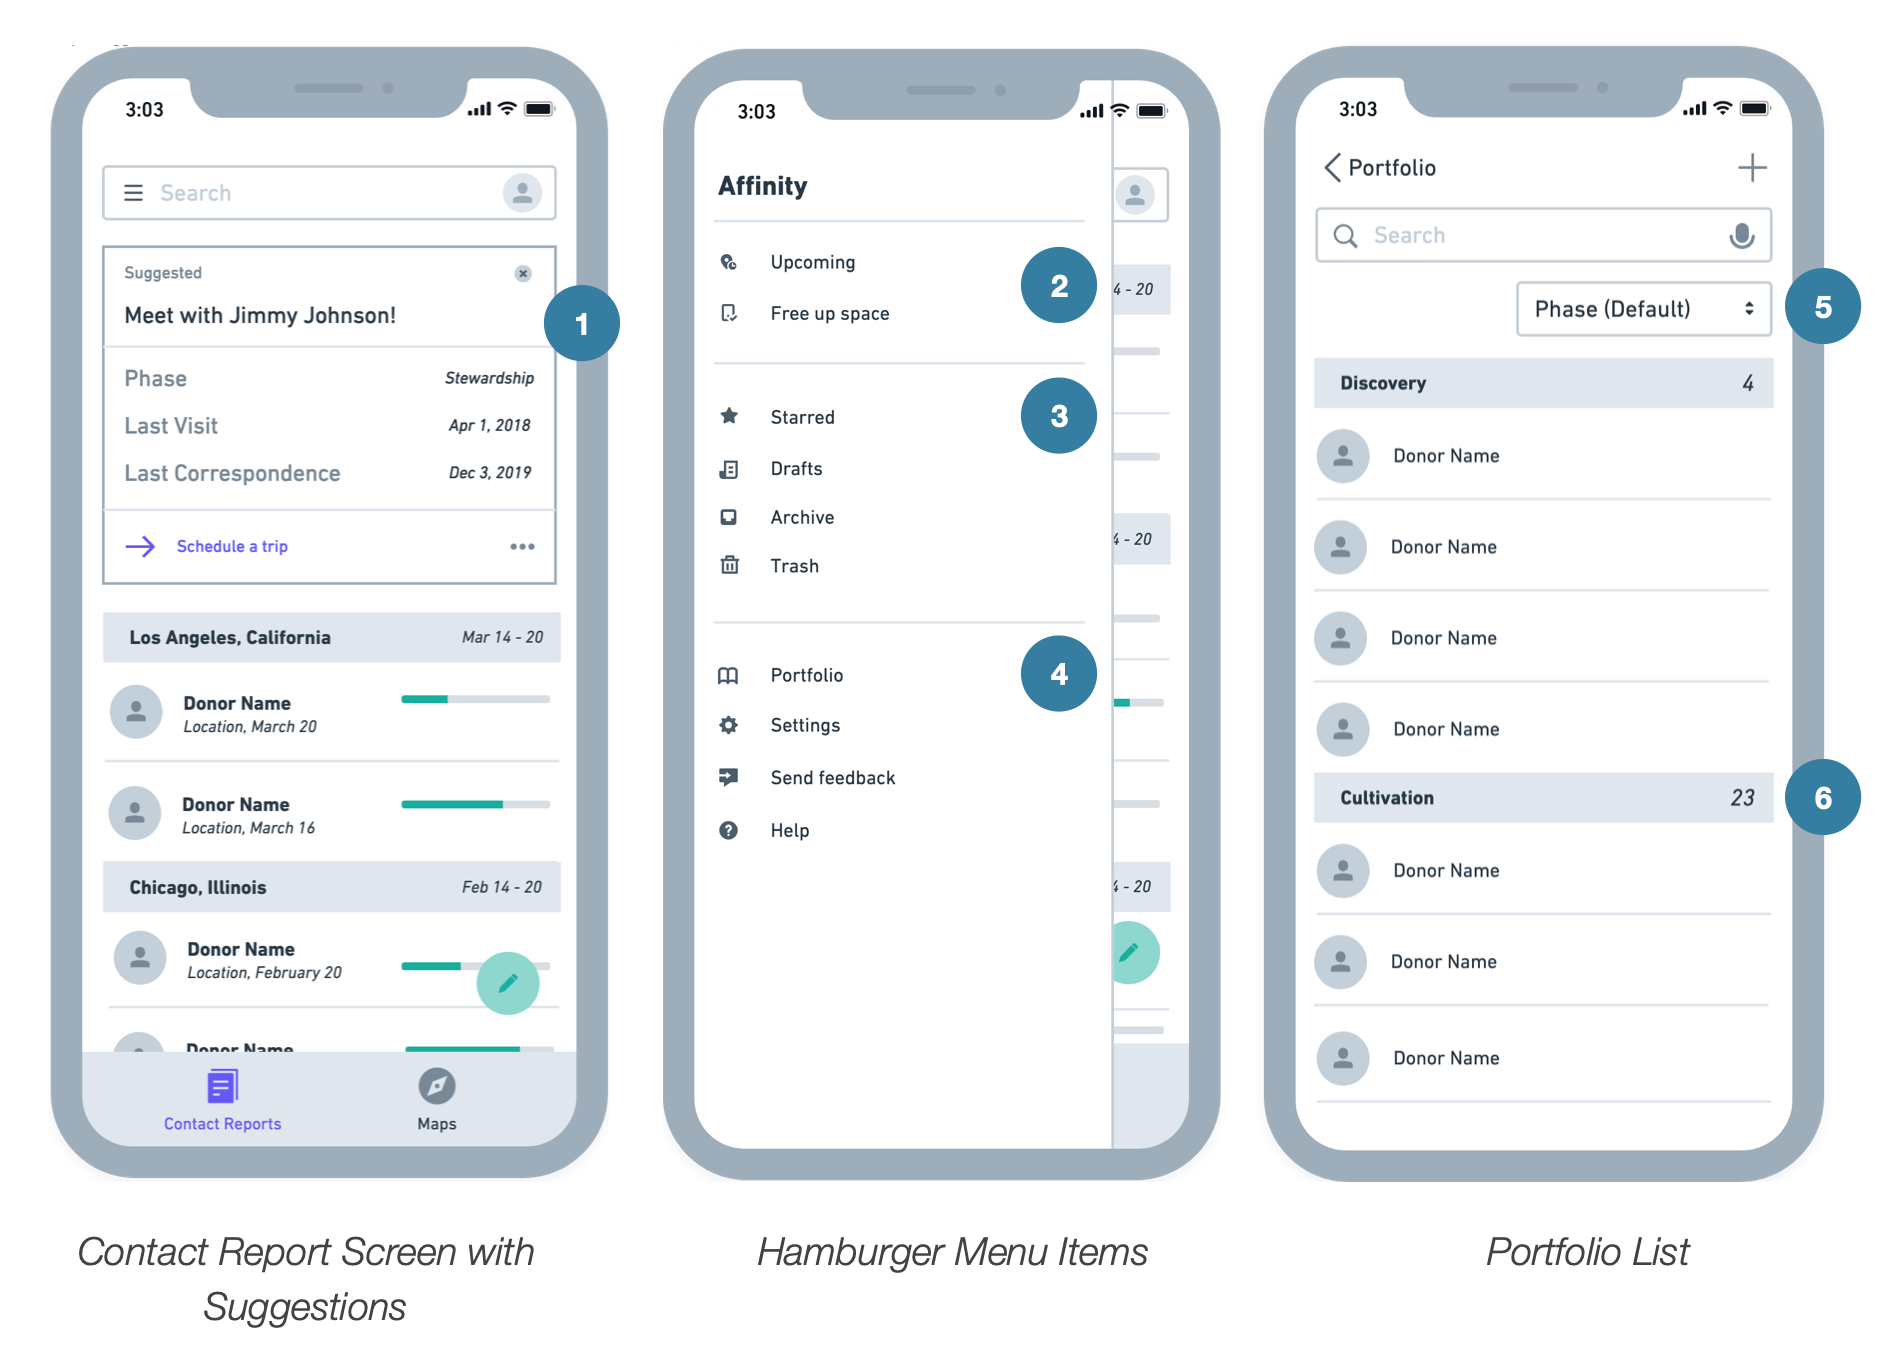 3:03
Search
Suggested
Meet with Jimmy Johnson!
1
Phase Stewardship
Last Visit Apr 1, 2018
Last Correspondence Dec 3, 2019
Schedule a trip
Los Angeles, California Mar 14 - 20
Donor Name
Location, March 20
Donor Name
Location, March 16
Chicago, Illinois Feb 14 - 20
Donor Name
Location, February 20
Donor Name
Contact Reports
Maps
Contact Report Screen with
Suggestions
3:03
Affinity
Upcoming
2
Free up space
4 - 20
Starred
3
Drafts
Archive
4 - 20
Trash
Portfolio
4
Settings
Send feedback
Help
4 - 20
Hamburger Menu Items
3:03
Portfolio
Search
Phase (Default)
5
Discovery 4
Donor Name
Donor Name
Donor Name
Donor Name
Cultivation 23
6
Donor Name
Donor Name
Donor Name
Portfolio List